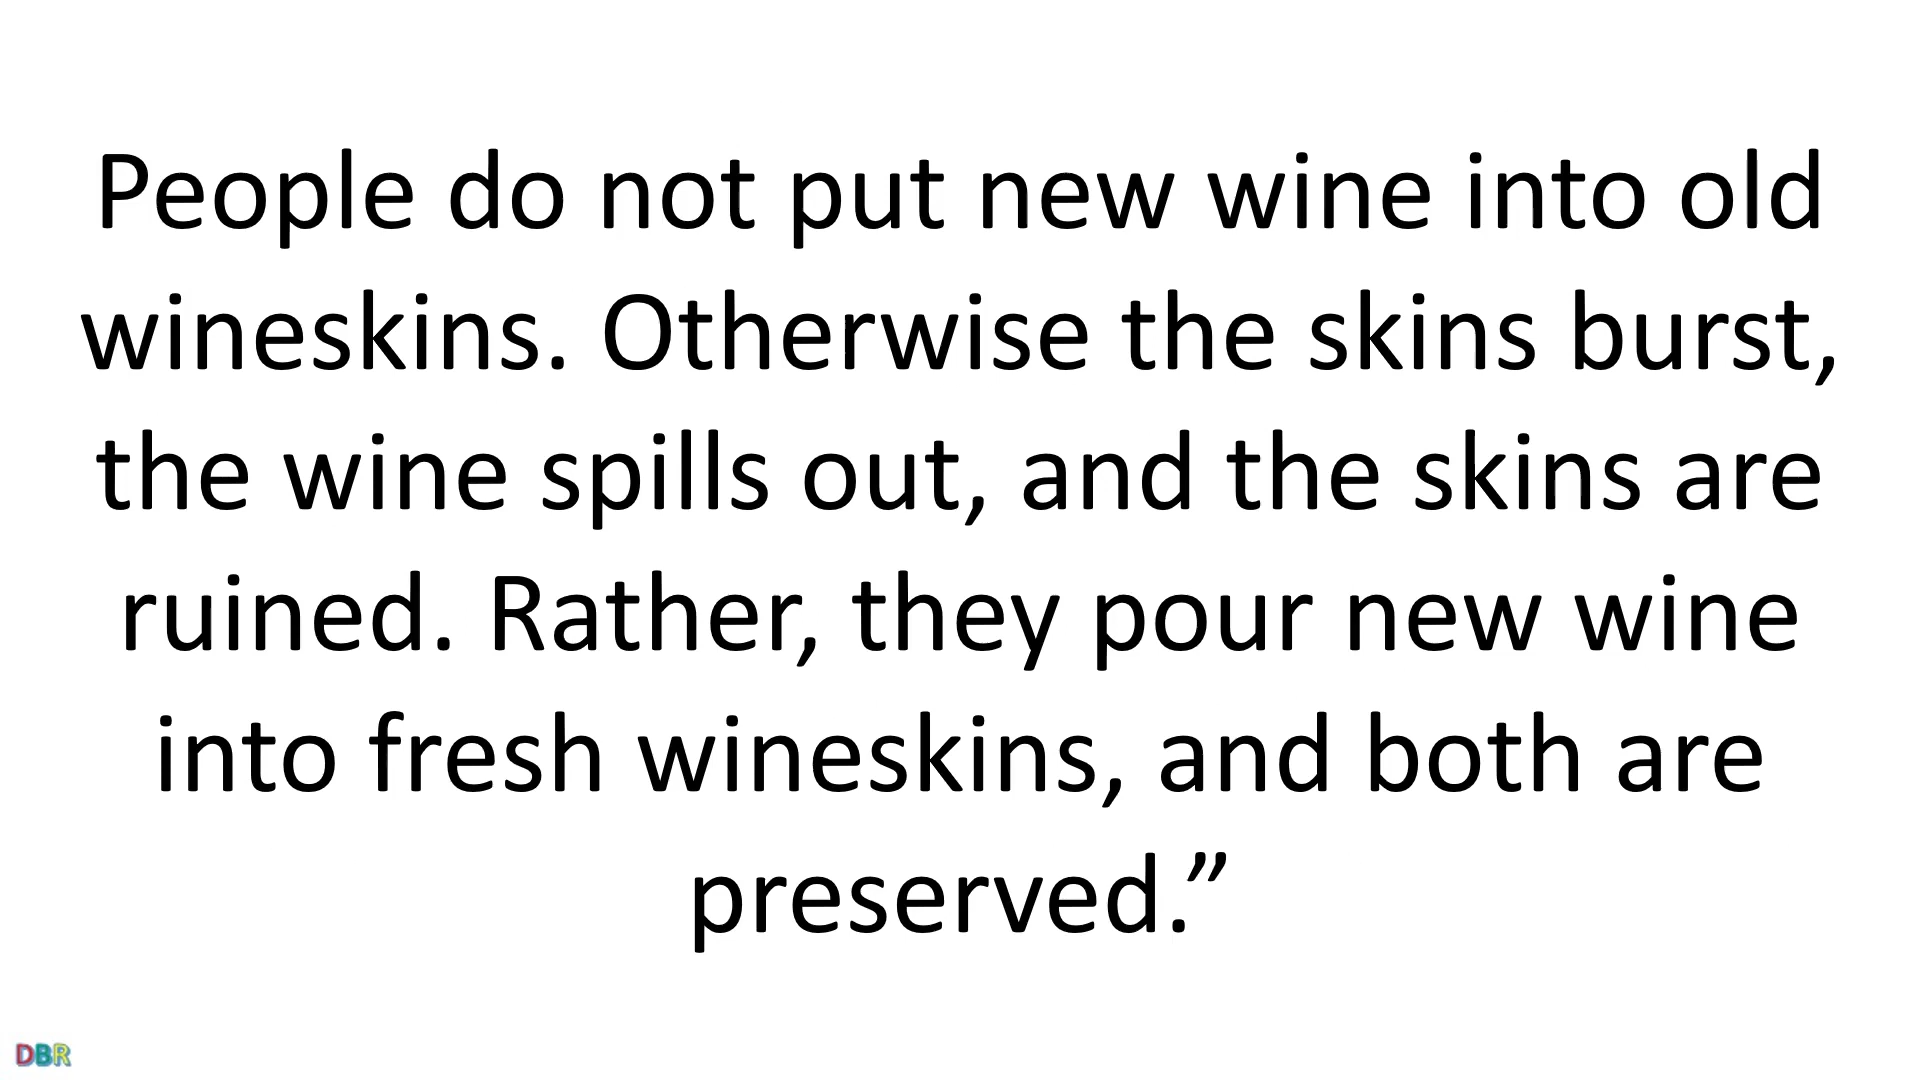 People do not put new wine into old
wineskins. Otherwise the skins burst,
the wine spills out, and the skins are
ruined. Rather, they pour new wine
into fresh wineskins, and both are
preserved.”
DBR